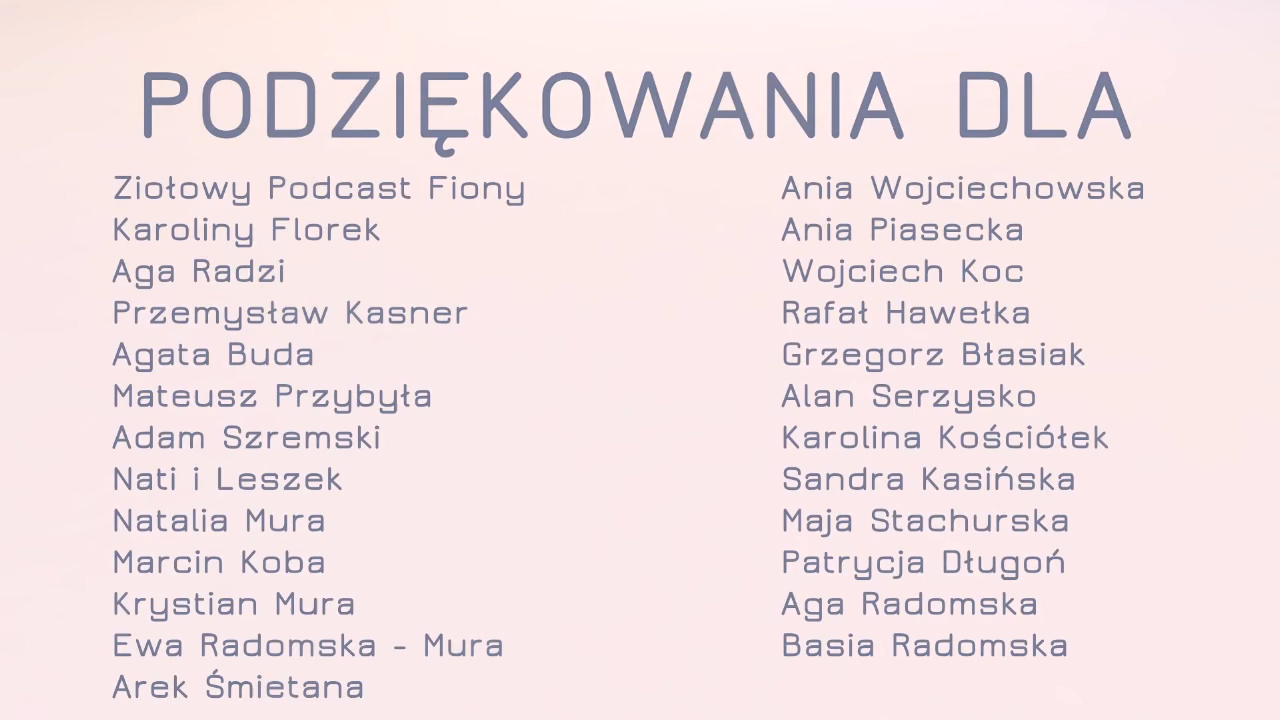 PODZIĘKOWANIA DLA
Ziołowy Podcast Fiony
Karoliny Florek
Aga Radzi
Przemysław Kasner
Agata Buda
Mateusz Przybyła
Adam Szremski
Nati i Leszek
Natalia Mura
Marcin Koba
Krystian Mura
Ewa Radomska - Mura
Arek Śmietana
Ania Wojciechowska
Ania Piasecka
Wojciech Koc
Rafał Hawełka
Grzegorz Błasiak
Alan Serzysko
Karolina Kościółek
Sandra Kasińska
Maja Stachurska
Patrycja Długoń
Aga Radomska
Basia Radomska